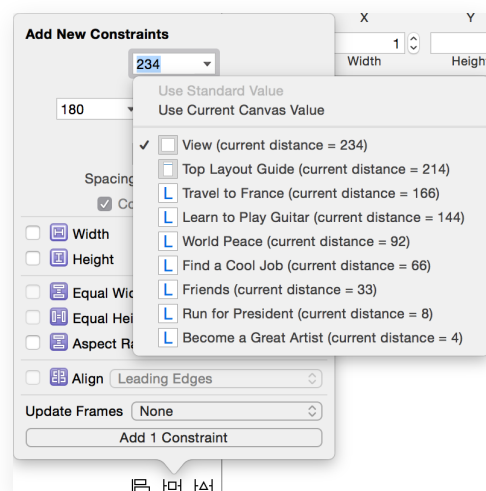 Add New Constraints
X
Y
234
1
Width
Heigh
Use Standard Value
Use Current Canvas Value
180
✓ View (current distance = 234)
Top Layout Guide (current distance = 214)
Spacing
L Travel to France (current distance = 166)
Co
L Learn to Play Guitar (current distance = 144)
Width
L World Peace (current distance = 92)
Height
L Find a Cool Job (current distance = 66)
Equal Wid
L Friends (current distance = 33)
Equal Hei
L Run for President (current distance = 8)
Aspect Ra
L Become a Great Artist (current distance = 4)
Align
Leading Edges
Update Frames
None
Add 1 Constraint